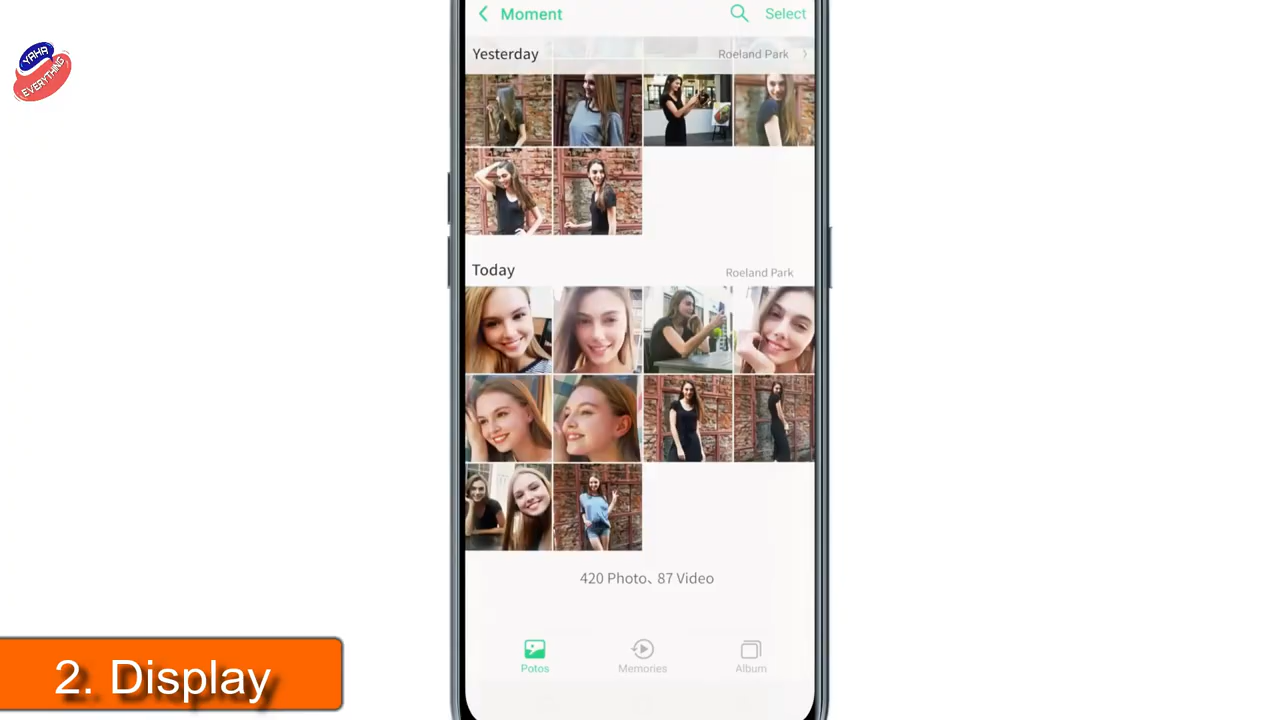 Moment
Select
YAHA
EVERYTHING
Yesterday
Roeland Park
Today
Roeland Park
420 Photo、87 Video
Potos
Memories
Album
2. Display